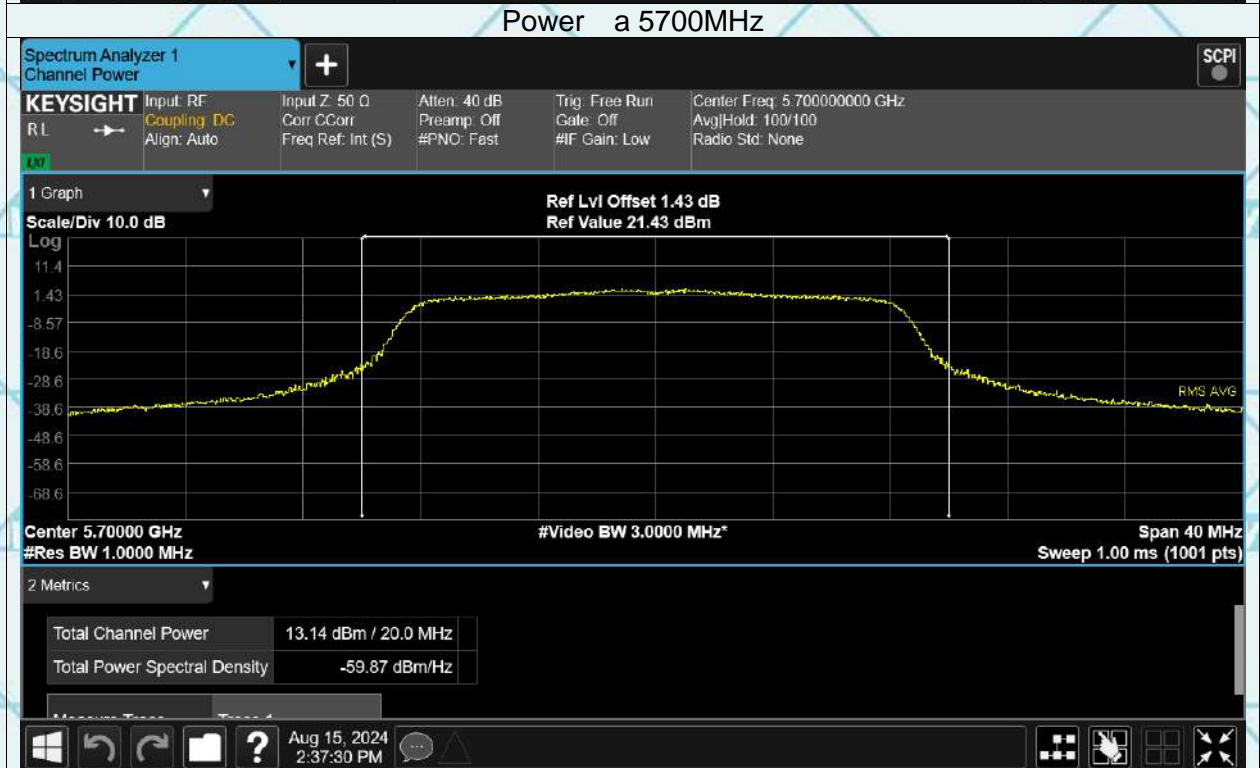 Power a 5700MHz
Spectrum Analyzer 1
Channel Power
+
SCPI
KEYSIGHT
RL
LXI
Input: RF
Coupling: DC
Align: Auto
Input Z: 50 Ω
Corr CCorr
Freq Ref: Int (S)
Atten: 40 dB
Preamp: Off
#PNO: Fast
Trig: Free Run
Gate: Off
#IF Gain: Low
Center Freq: 5.700000000 GHz
Avg|Hold: 100/100
Radio Std: None
1 Graph
Scale/Div 10.0 dB
Ref Lvl Offset 1.43 dB
Ref Value 21.43 dBm
Log
11.4
1.43
-8.57
-18.6
-28.6
-38.6
-48.6
-58.6
-68.6
RMS AVG
Center 5.70000 GHz
#Video BW 3.0000 MHz*
Span 40 MHz
#Res BW 1.0000 MHz
Sweep 1.00 ms (1001 pts)
2 Metrics
Total Channel Power 13.14 dBm / 20.0 MHz
Total Power Spectral Density -59.87 dBm/Hz
Measure Trace Trace 1
?
Aug 15, 2024
2:37:30 PM